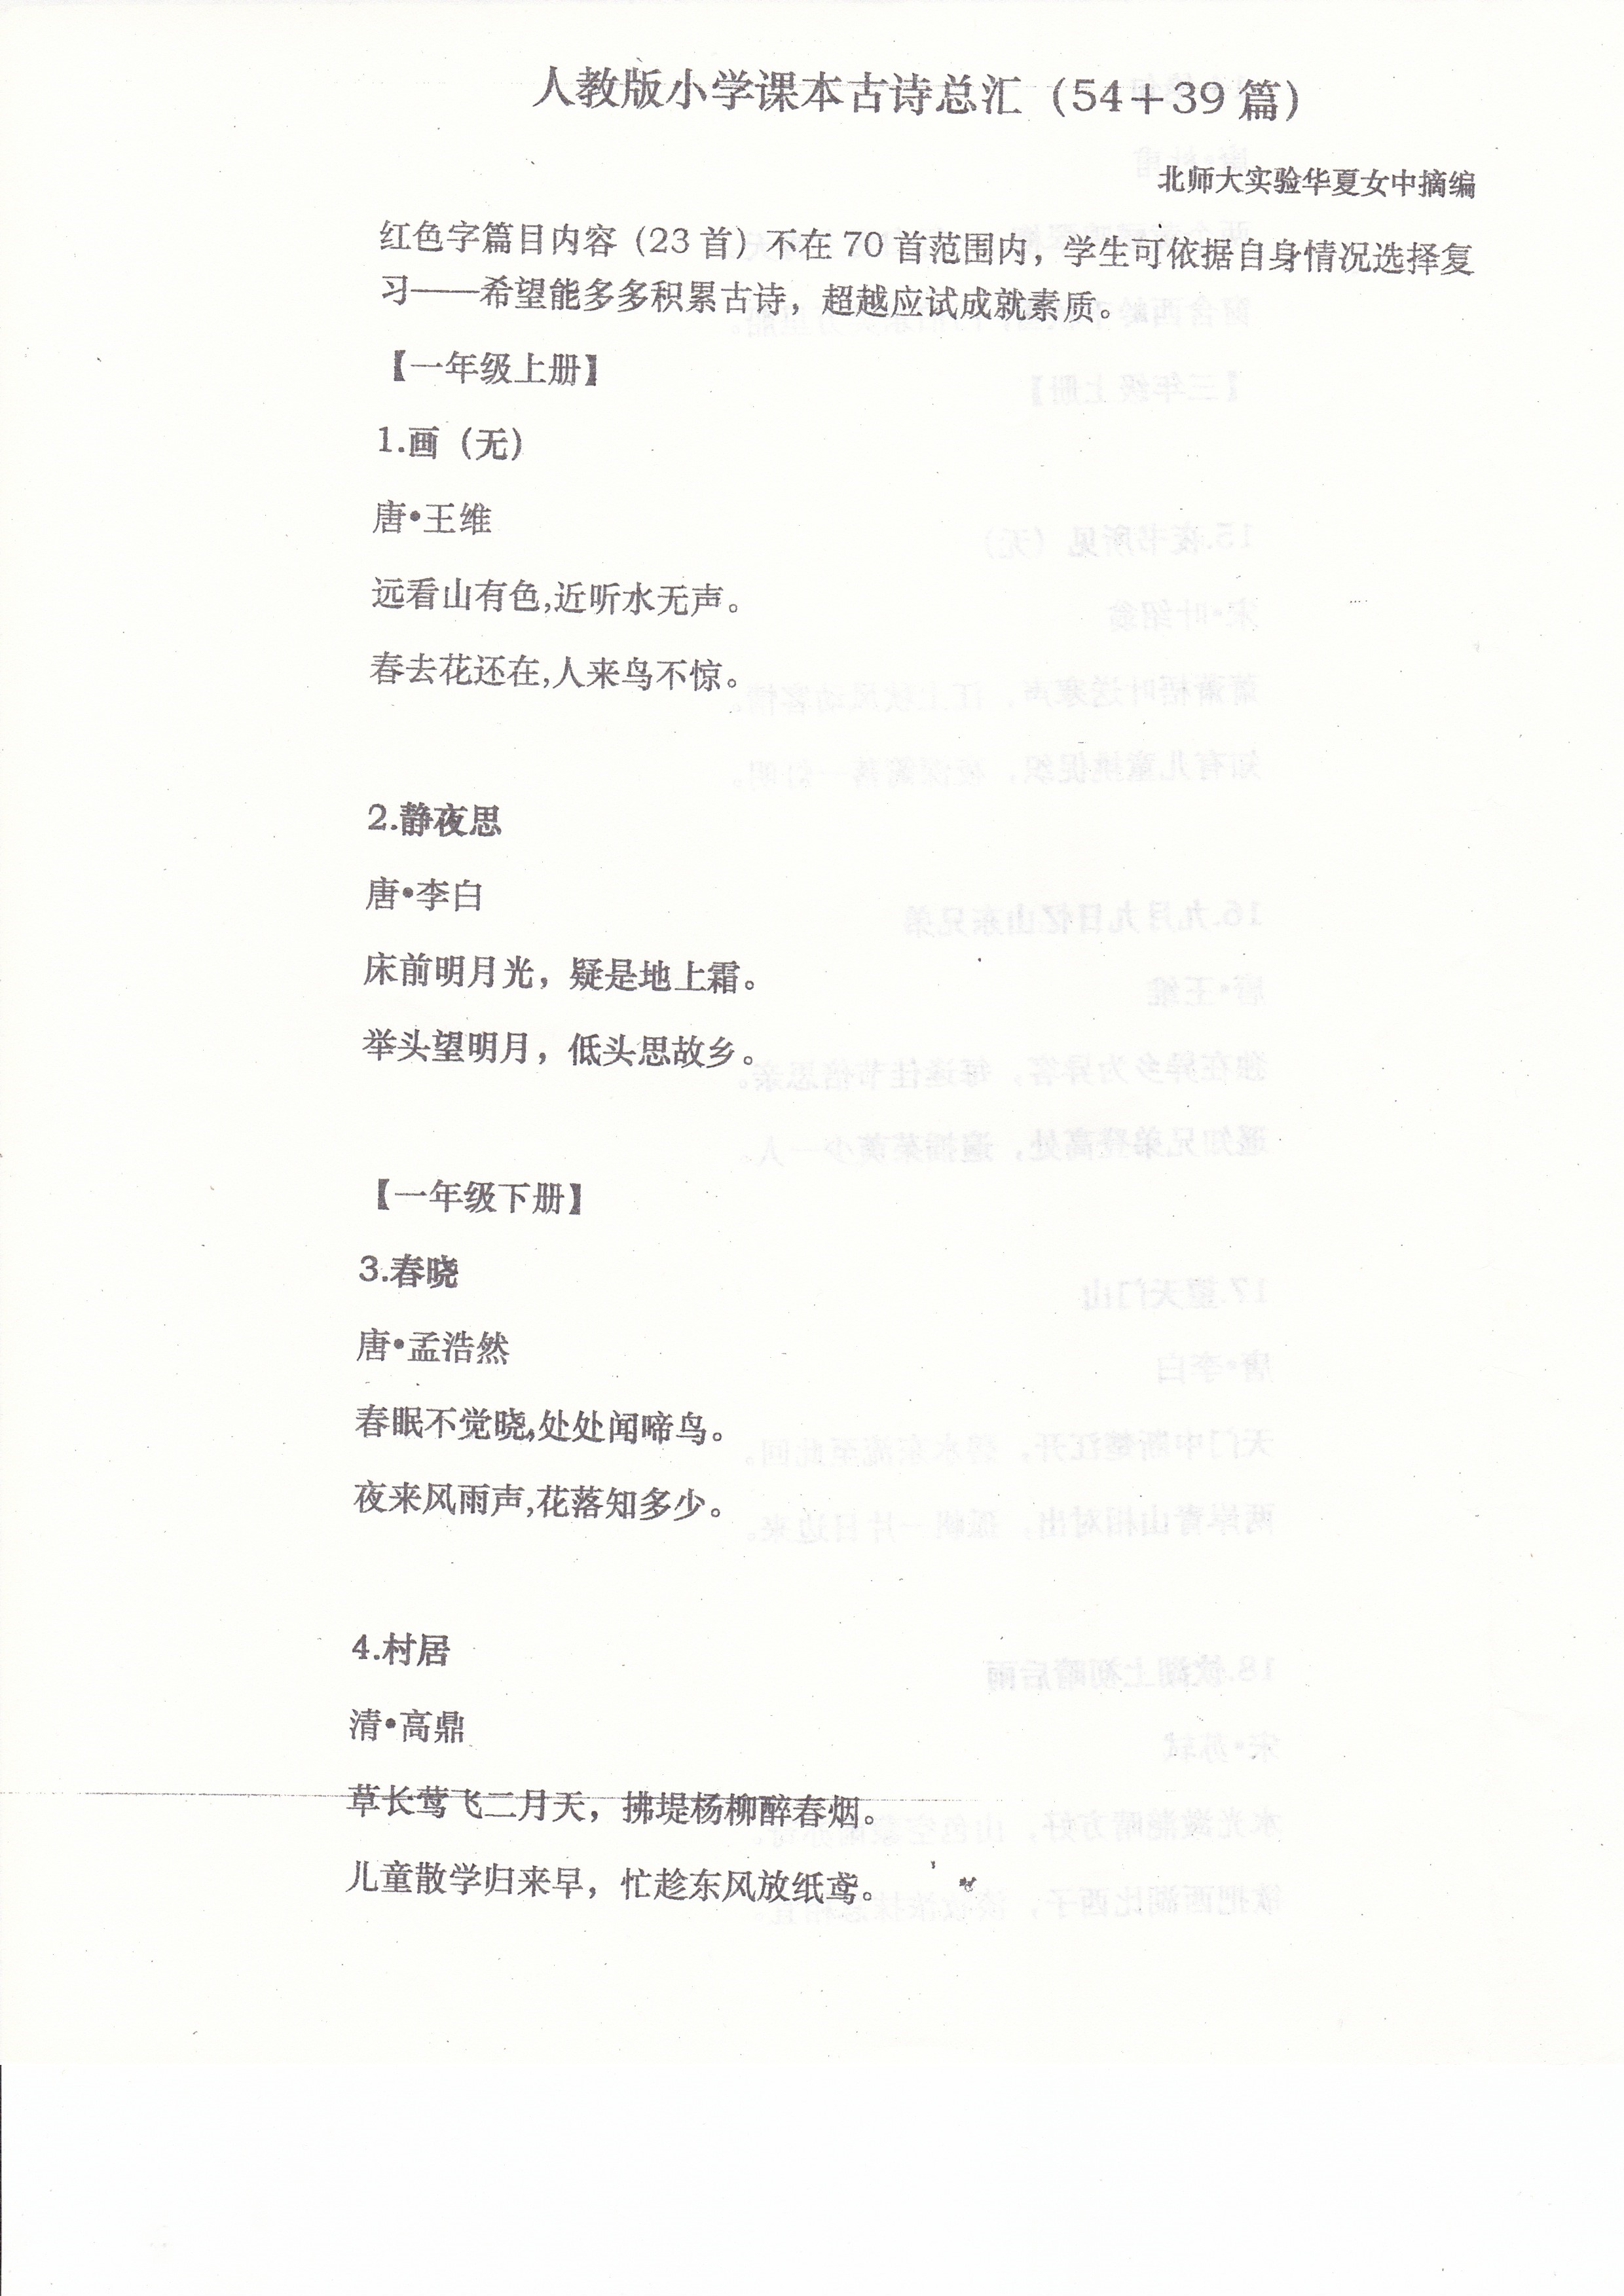 人教版小学课本古诗总汇（54＋39 篇）
北师大实验华夏女中摘编
红色字篇目内容（23 首）不在 70 首范围内，学生可依据自身情况选择复
习——希望能多多积累古诗，超越应试成就素质。
【一年级上册】
1.画（无）
唐•王维
远看山有色,近听水无声。
春去花还在,人来鸟不惊。
2.静夜思
唐•李白
床前明月光，疑是地上霜。
举头望明月，低头思故乡。
【一年级下册】
3.春晓
唐•孟浩然
春眠不觉晓,处处闻啼鸟。
夜来风雨声,花落知多少。
4.村居
清•高鼎
草长莺飞二月天，拂堤杨柳醉春烟。
儿童散学归来早，忙趁东风放纸鸢。